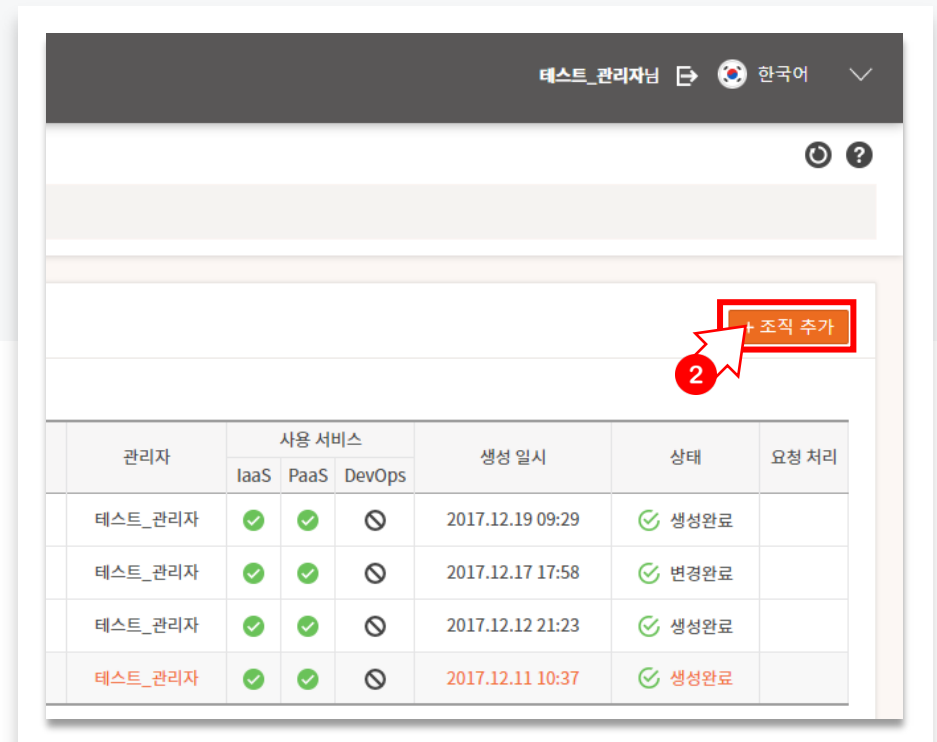 테스트_관리자님 한국어
+ 조직 추가
2
관리자 사용 서비스 생성 일시 상태 요청 처리
IaaS PaaS DevOps
테스트_관리자 2017.12.19 09:29 생성완료
테스트_관리자 2017.12.17 17:58 변경완료
테스트_관리자 2017.12.12 21:23 생성완료
테스트_관리자 2017.12.11 10:37 생성완료